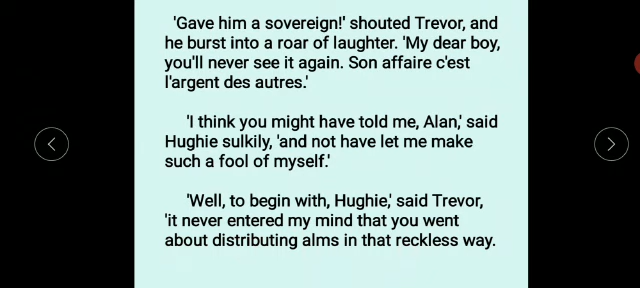 'Gave him a sovereign!' shouted Trevor, and
he burst into a roar of laughter. 'My dear boy,
you'll never see it again. Son affaire c'est
l'argent des autres.'
'I think you might have told me, Alan,' said
Hughie sulkily, 'and not have let me make
such a fool of myself.'
'Well, to begin with, Hughie,' said Trevor,
'it never entered my mind that you went
about distributing alms in that reckless way.